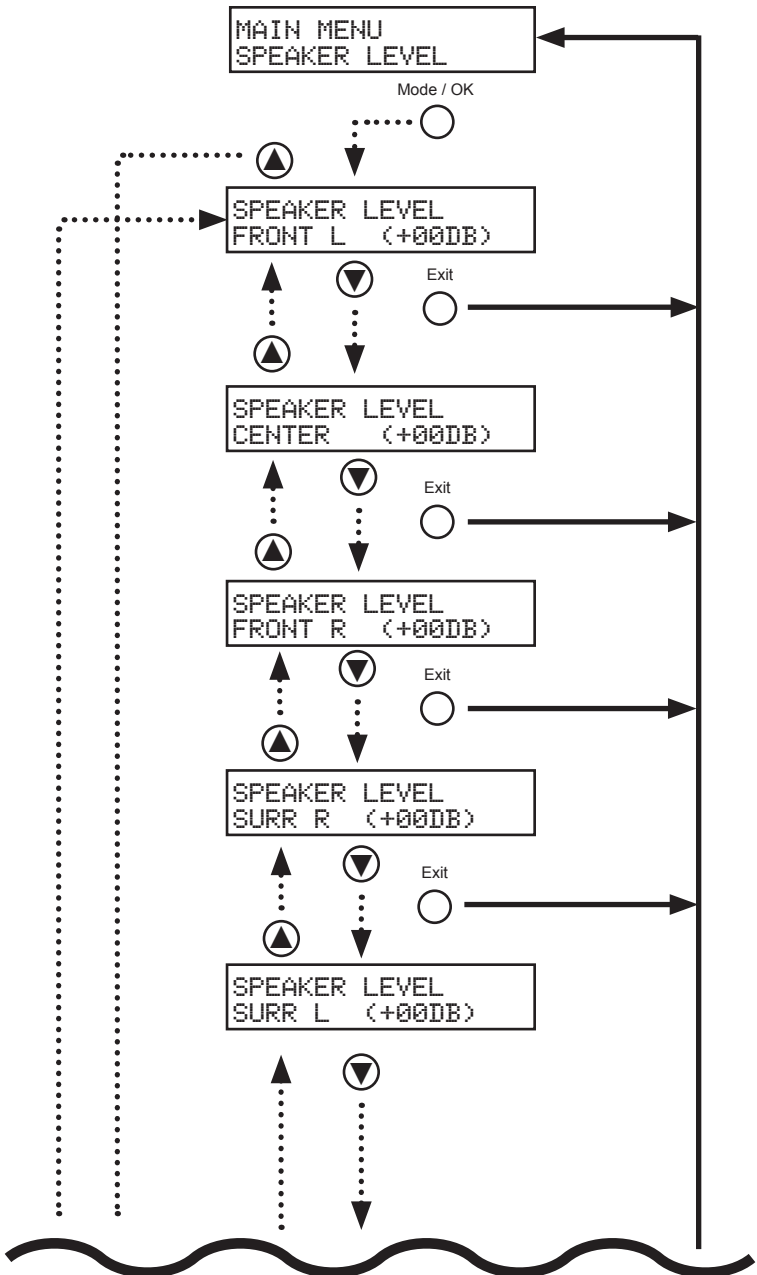 MAIN MENU
SPEAKER LEVEL
Mode / OK
SPEAKER LEVEL
FRONT L (+00DB)
Exit
SPEAKER LEVEL
CENTER (+00DB)
Exit
SPEAKER LEVEL
FRONT R (+00DB)
Exit
SPEAKER LEVEL
SURR R (+00DB)
Exit
SPEAKER LEVEL
SURR L (+00DB)